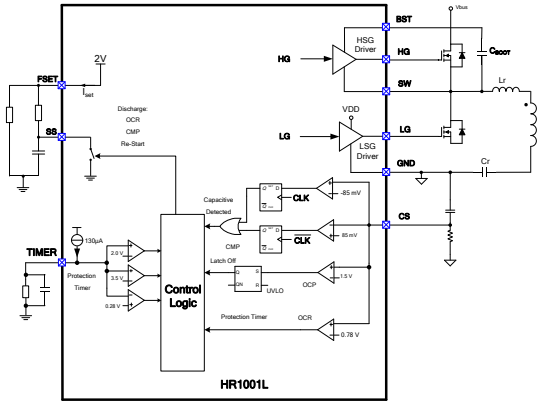 Vbus
BST
HSG
Driver
HG
HG
CBOOT
2V
FSET
Iset
SW
Lr
Discharge:
OCR
CMP
Re-Start
SS
VDD
LG
LG
LSG
Driver
GND
Cr
Q SET D
CLK
-85 mV
Capacitive
Detected
CS
Q SET D
CLK
85 mV
CMP
130µA
TIMER
2.0 V
Latch Off
Q S
QN R
UVLO
1.5 V
OCP
Protection
Timer
3.5 V
Control
Logic
0.28 V
Protection Timer
OCR
0.78 V
HR1001L